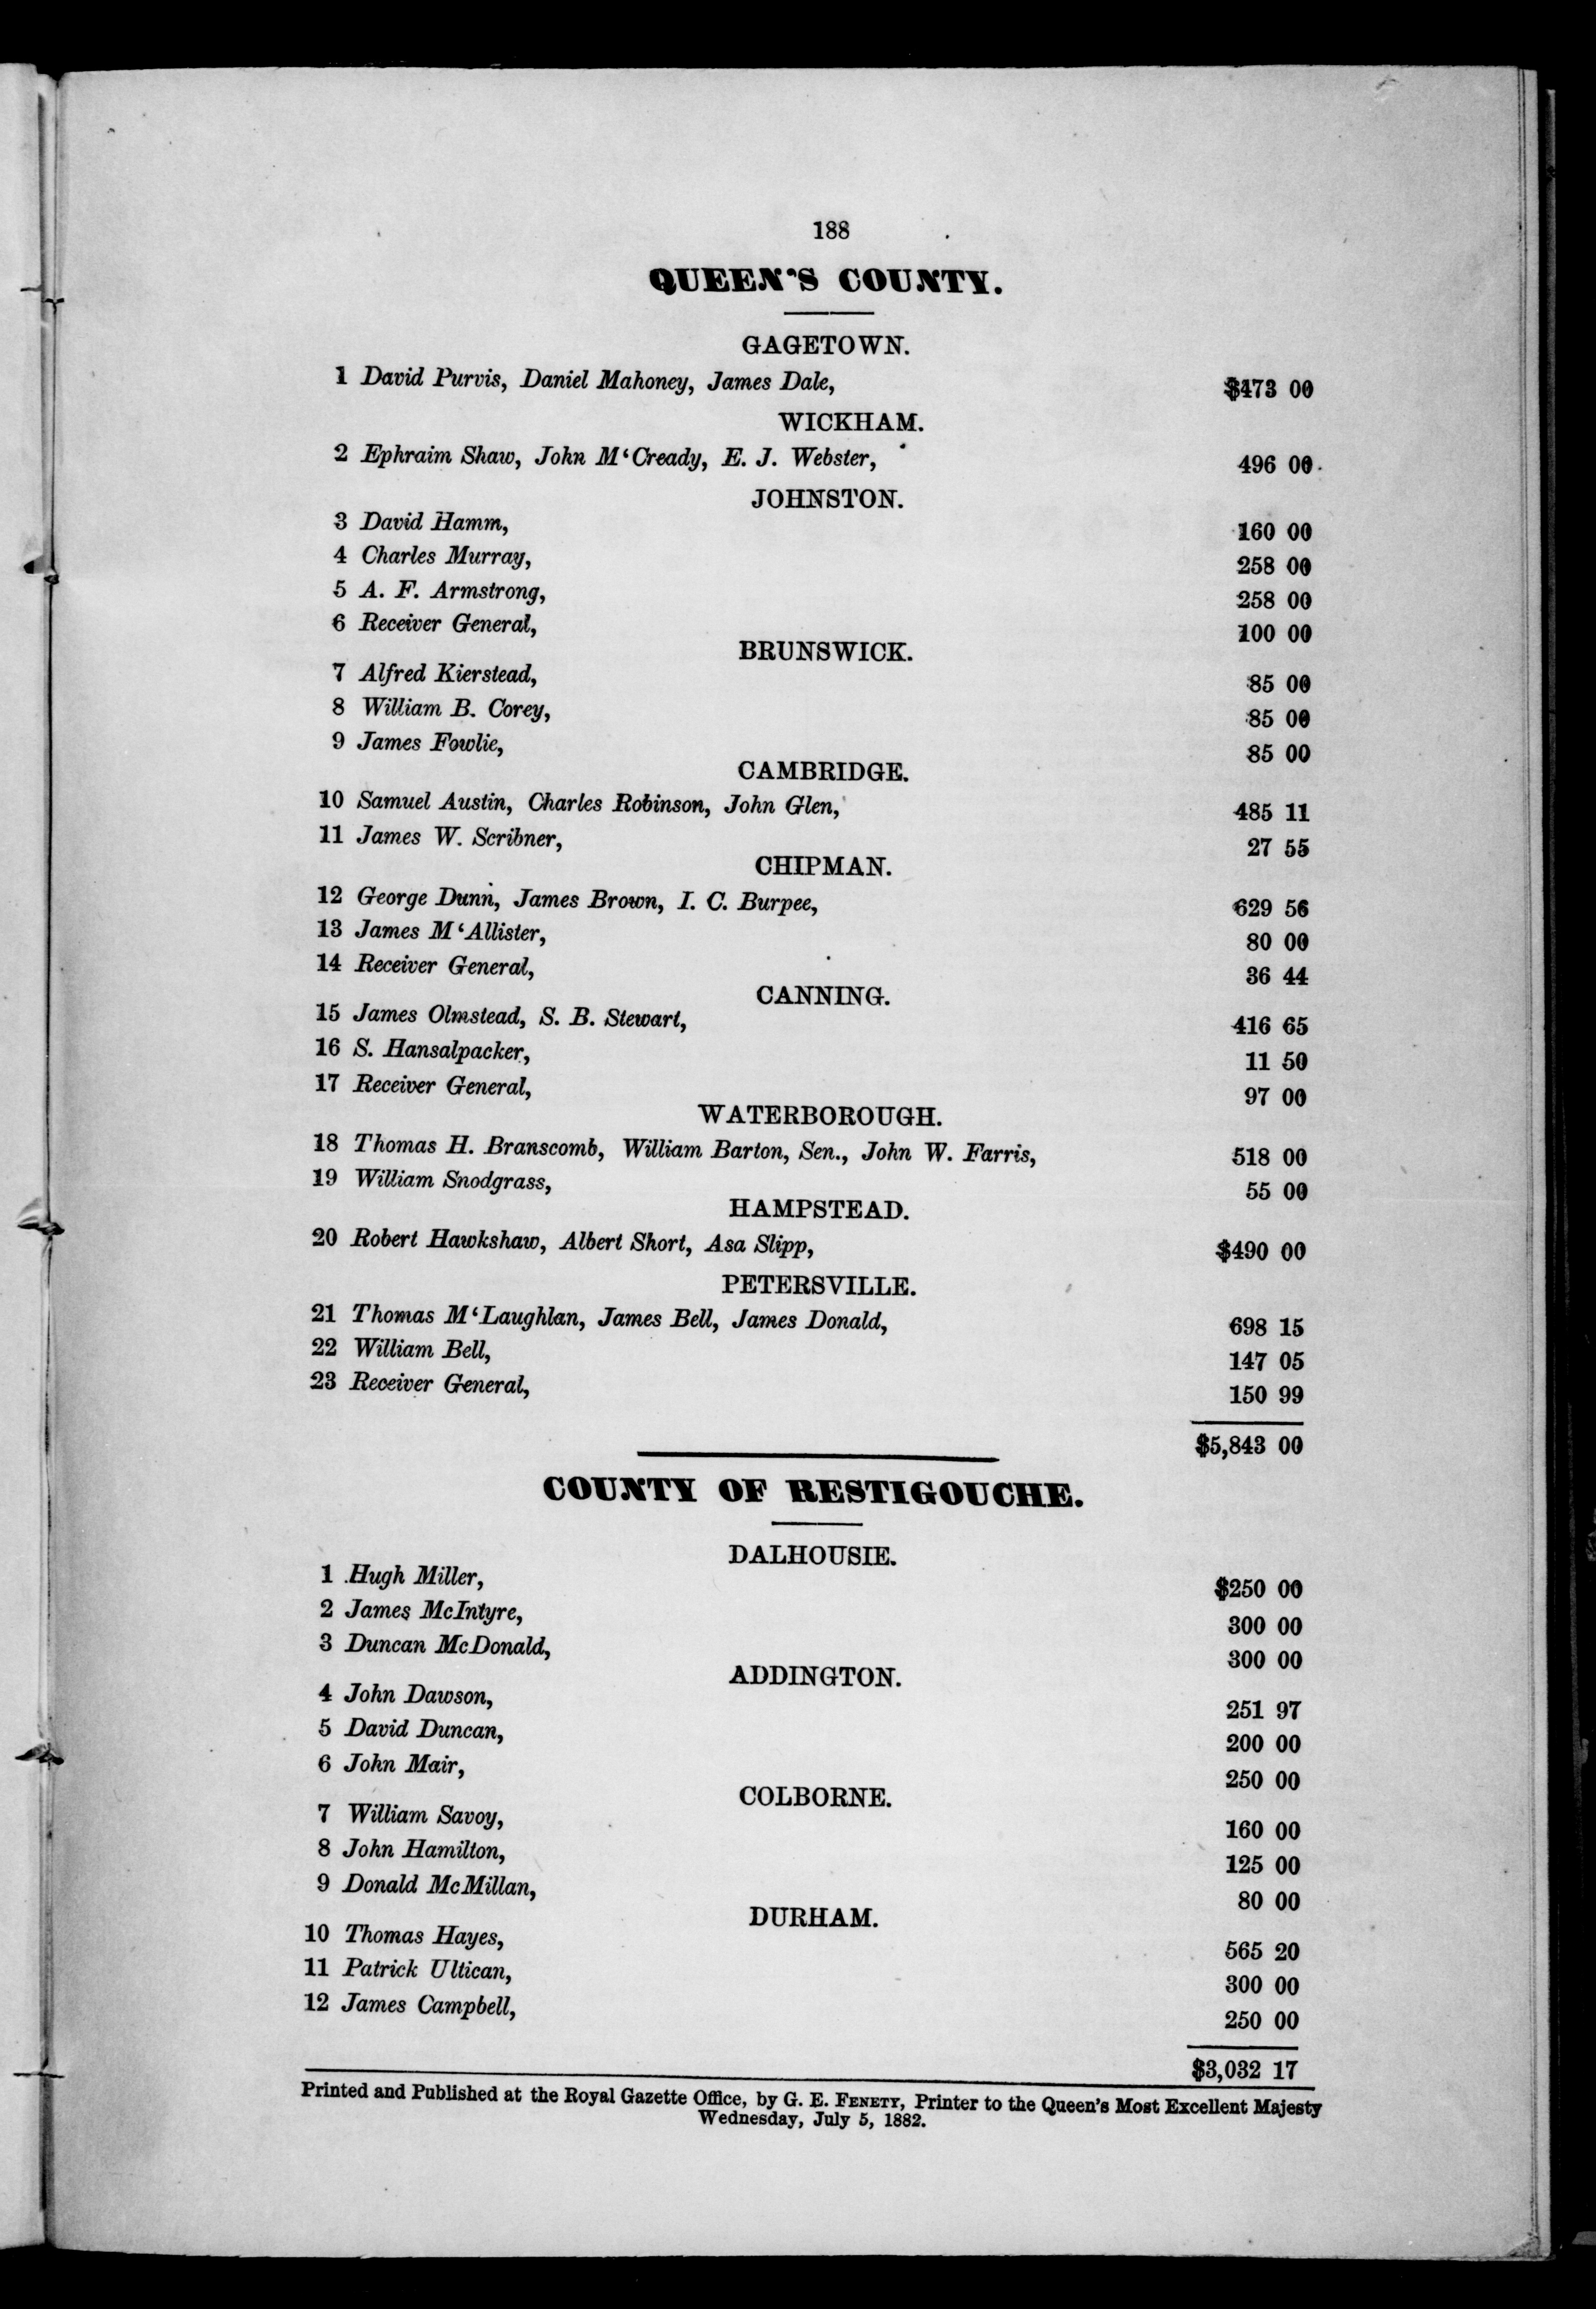 188
QUEEN'S COUNTY.
GAGETOWN.
1 David Purvis, Daniel Mahoney, James Dale, $473 00
WICKHAM.
2 Ephraim Shaw, John M‘Cready, E. J. Webster, 496 00
JOHNSTON.
3 David Hamm, 160 00
4 Charles Murray, 258 00
5 A. F. Armstrong, 258 00
6 Receiver General, 100 00
BRUNSWICK.
7 Alfred Kierstead, 85 00
8 William B. Corey, 85 00
9 James Fowlie, 85 00
CAMBRIDGE.
10 Samuel Austin, Charles Robinson, John Glen, 485 11
11 James W. Scribner, 27 55
CHIPMAN.
12 George Dunn, James Brown, I. C. Burpee, 629 56
13 James M‘Allister, 80 00
14 Receiver General, 36 44
CANNING.
15 James Olmstead, S. B. Stewart, 416 65
16 S. Hansalpacker, 11 50
17 Receiver General, 97 00
WATERBOROUGH.
18 Thomas H. Branscomb, William Barton, Sen., John W. Farris, 518 00
19 William Snodgrass, 55 00
HAMPSTEAD.
20 Robert Hawkshaw, Albert Short, Asa Slipp, $490 00
PETERSVILLE.
21 Thomas M‘Laughlan, James Bell, James Donald, 698 15
22 William Bell, 147 05
23 Receiver General, 150 99
$5,843 00
COUNTY OF RESTIGOUCHE.
DALHOUSIE.
1 Hugh Miller, $250 00
2 James McIntyre, 300 00
3 Duncan McDonald, 300 00
ADDINGTON.
4 John Dawson, 251 97
5 David Duncan, 200 00
6 John Mair, 250 00
COLBORNE.
7 William Savoy, 160 00
8 John Hamilton, 125 00
9 Donald McMillan, 80 00
DURHAM.
10 Thomas Hayes, 565 20
11 Patrick Ultican, 300 00
12 James Campbell, 250 00
$3,032 17
Printed and Published at the Royal Gazette Office, by G. E. FENETY, Printer to the Queen's Most Excellent Majesty
Wednesday, July 5, 1882.